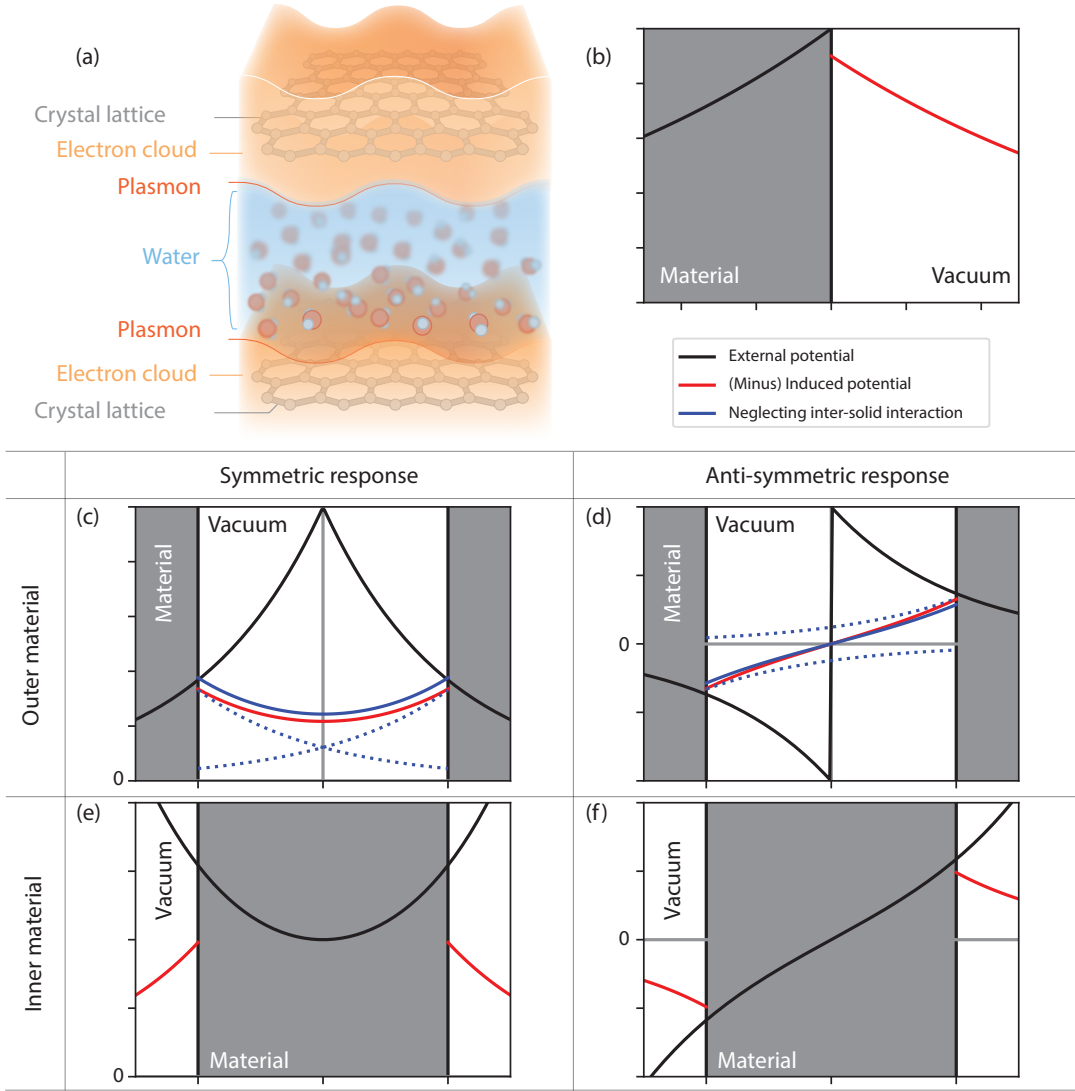 (a)
Crystal lattice
Electron cloud
Plasmon
Water
Plasmon
Electron cloud
Crystal lattice
(b)
Material
Vacuum
External potential
(Minus) Induced potential
Neglecting inter-solid interaction
Symmetric response
Anti-symmetric response
Outer material
(c)
Vacuum
Material
0
(d)
Vacuum
Material
0
Inner material
(e)
Vacuum
Material
0
(f)
Vacuum
0
Material